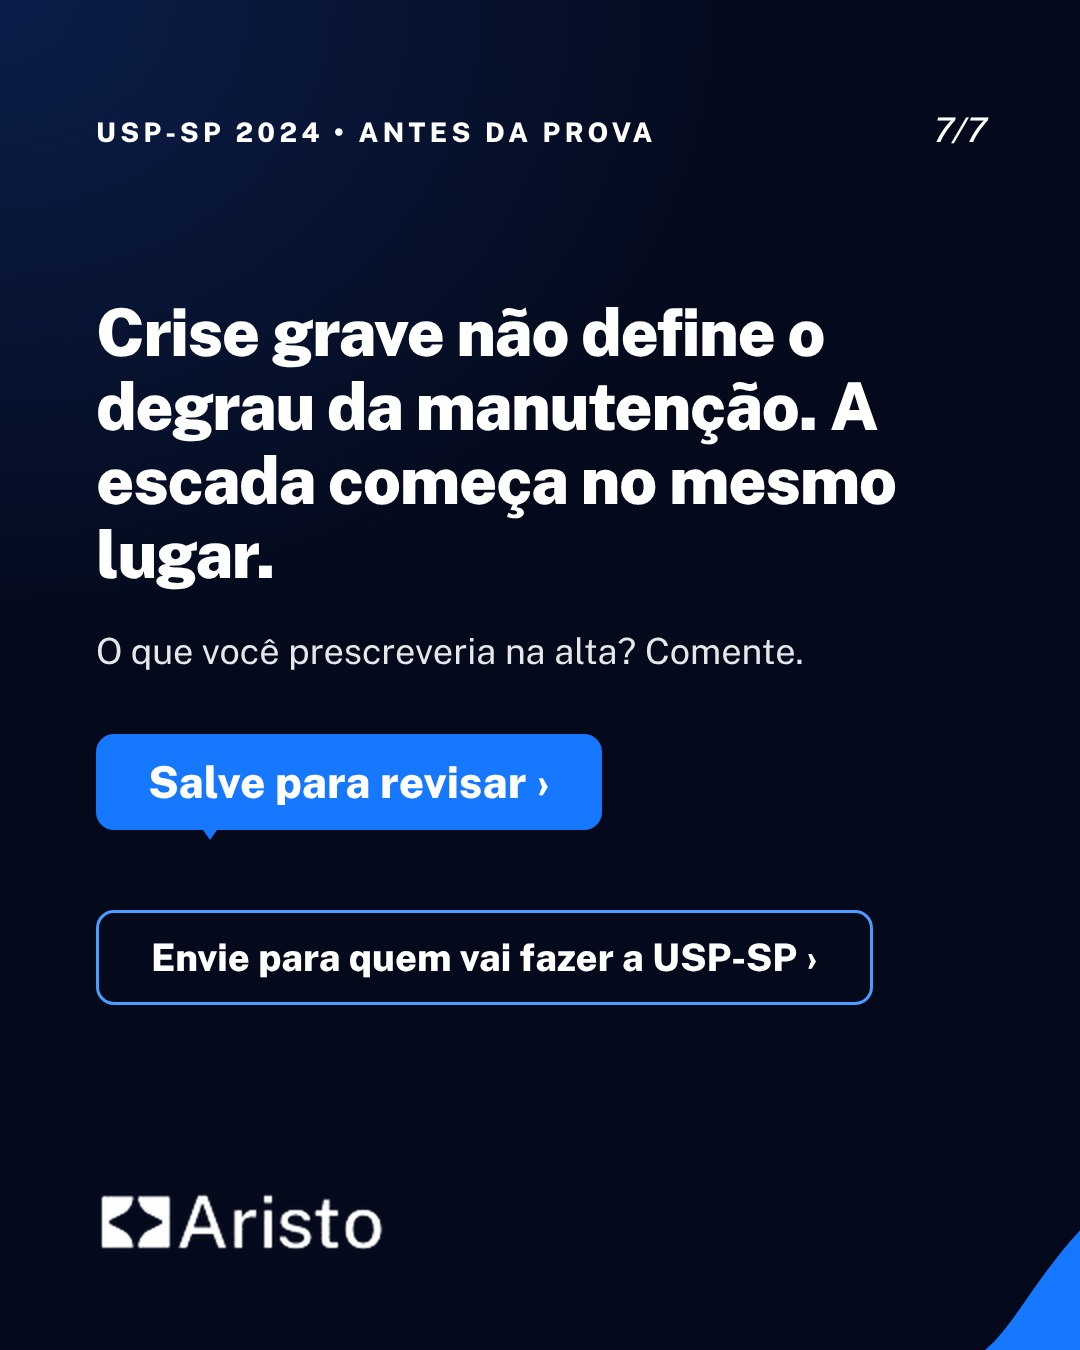 USP-SP 2024 • ANTES DA PROVA
7/7
Crise grave não define o
degrau da manutenção. A
escada começa no mesmo
lugar.
O que você prescreveria na alta? Comente.
Salve para revisar ›
Envie para quem vai fazer a USP-SP ›
Aristo